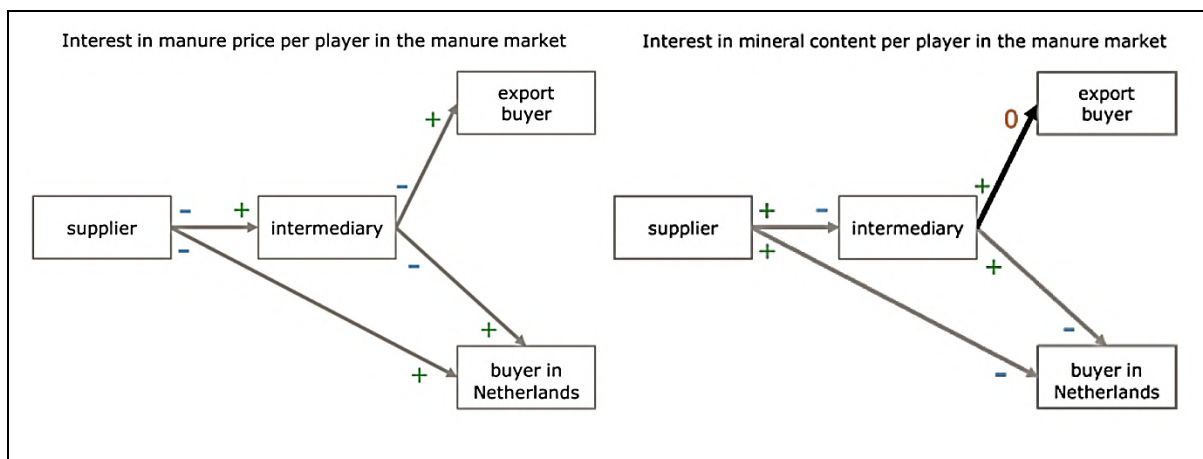 Interest in manure price per player in the manure market
export
buyer
+
-
supplier
-
+
intermediary
-
-
+
+
buyer in
Netherlands
Interest in mineral content per player in the manure market
export
buyer
0
+
supplier
+
-
intermediary
+
+
-
-
buyer in
Netherlands